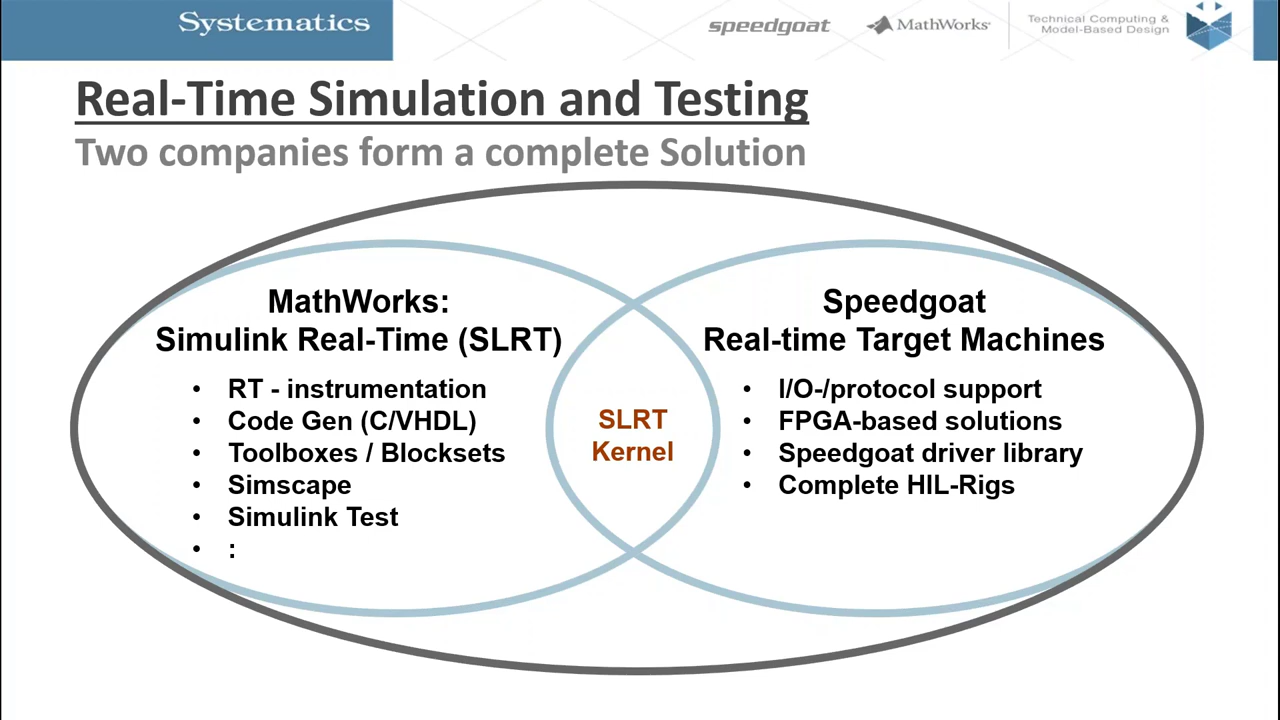 Systematics
speedgoat
MathWorks
Technical Computing &
Model-Based Design
Real-Time Simulation and Testing
Two companies form a complete Solution
MathWorks:
Simulink Real-Time (SLRT)
• RT - instrumentation
• Code Gen (C/VHDL)
• Toolboxes / Blocksets
• Simscape
• Simulink Test
• :
SLRT
Kernel
Speedgoat
Real-time Target Machines
• I/O-/protocol support
• FPGA-based solutions
• Speedgoat driver library
• Complete HIL-Rigs